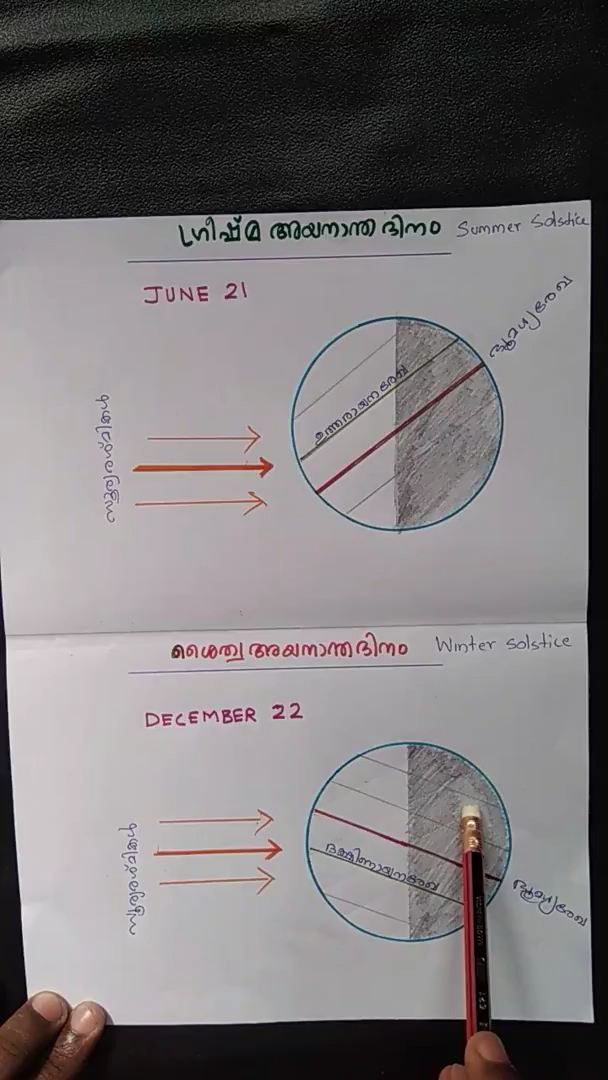 ഗ്രീഷ്മ അയനാന്ത ദിനം Summer Solstice
JUNE 21
ഭൂമധ്യരേഖ
ഉത്തരായനരേഖ
സൂര്യരശ്മികൾ
ശൈത്യ അയനാന്ത ദിനം Winter Solstice
DECEMBER 22
ദക്ഷിണായനരേഖ
ഭൂമധ്യരേഖ
സൂര്യരശ്മികൾ